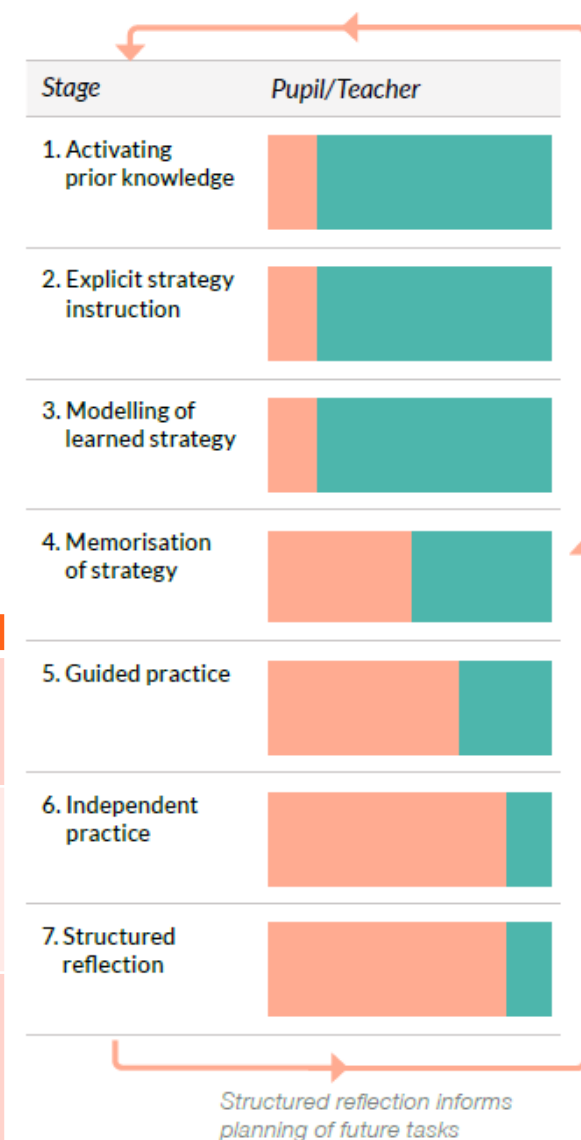 Stage Pupil/Teacher
1. Activating
prior knowledge
2. Explicit strategy
instruction
3. Modelling of
learned strategy
4. Memorisation
of strategy
5. Guided practice
6. Independent
practice
7. Structured
reflection
Structured reflection informs
planning of future tasks